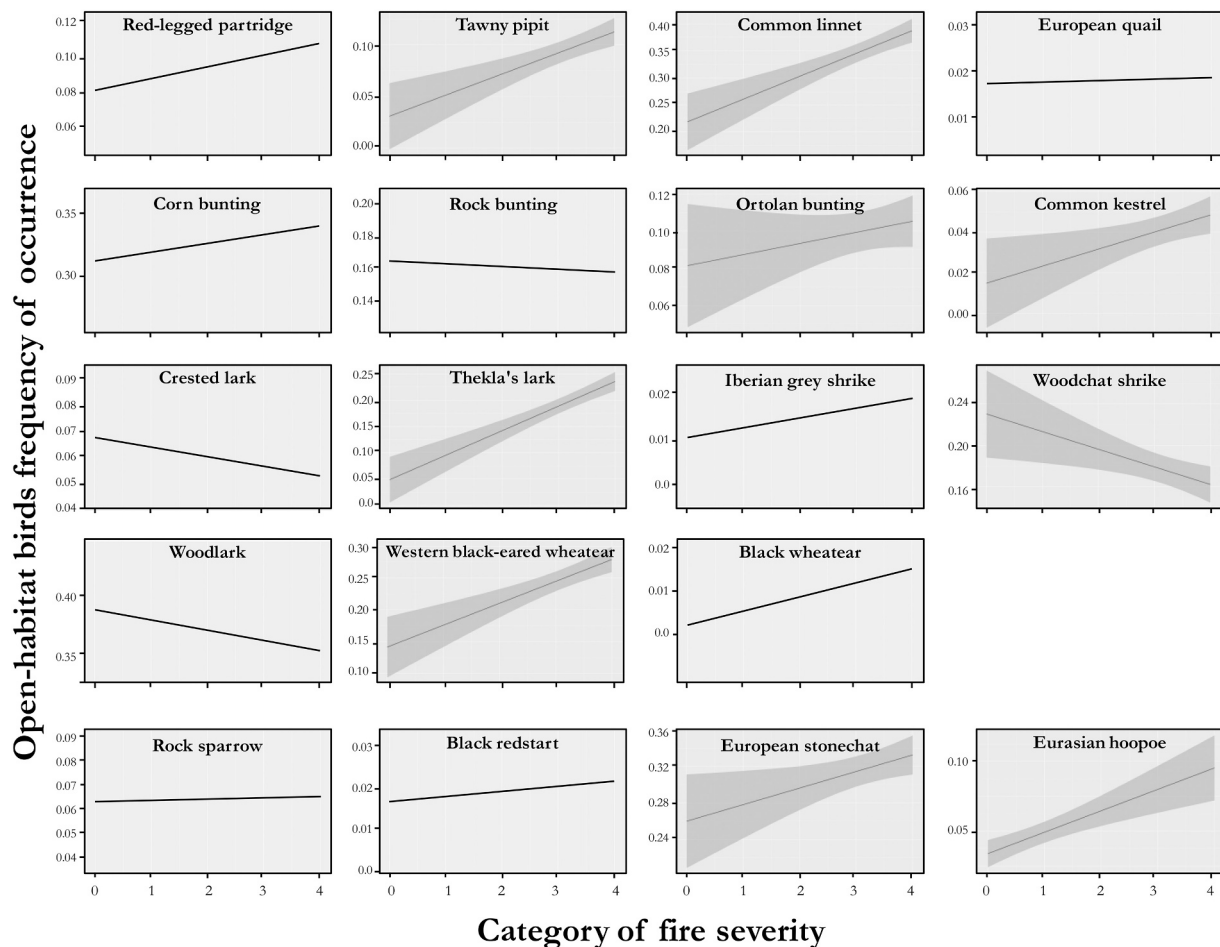 Open-habitat birds frequency of occurrence
Red-legged partridge
0.12
0.10
0.08
0.06
Tawny pipit
0.10
0.05
0.00
Common linnet
0.40
0.30
0.25
0.20
European quail
0.03
0.02
0.01
Corn bunting
0.35
0.30
Rock bunting
0.20
0.18
0.16
0.14
Ortolan bunting
0.12
0.10
0.08
0.06
Common kestrel
0.06
0.04
0.02
0.00
Crested lark
0.09
0.08
0.07
0.06
0.05
0.04
Thekla's lark
0.25
0.20
0.15
0.10
0.05
0.0
Iberian grey shrike
0.02
0.01
0.0
Woodchat shrike
0.24
0.20
0.16
Woodlark
0.40
0.35
Western black-eared wheatear
0.30
0.20
0.15
0.10
Black wheatear
0.02
0.01
0.0
Rock sparrow
0.09
0.08
0.07
0.06
0.05
0.04
0 1 2 3 4
Black redstart
0.03
0.02
0.01
0.0
0 1 2 3 4
European stonechat
0.36
0.32
0.28
0.24
0 1 2 3 4
Eurasian hoopoe
0.10
0.05
0 1 2 3 4
Category of fire severity